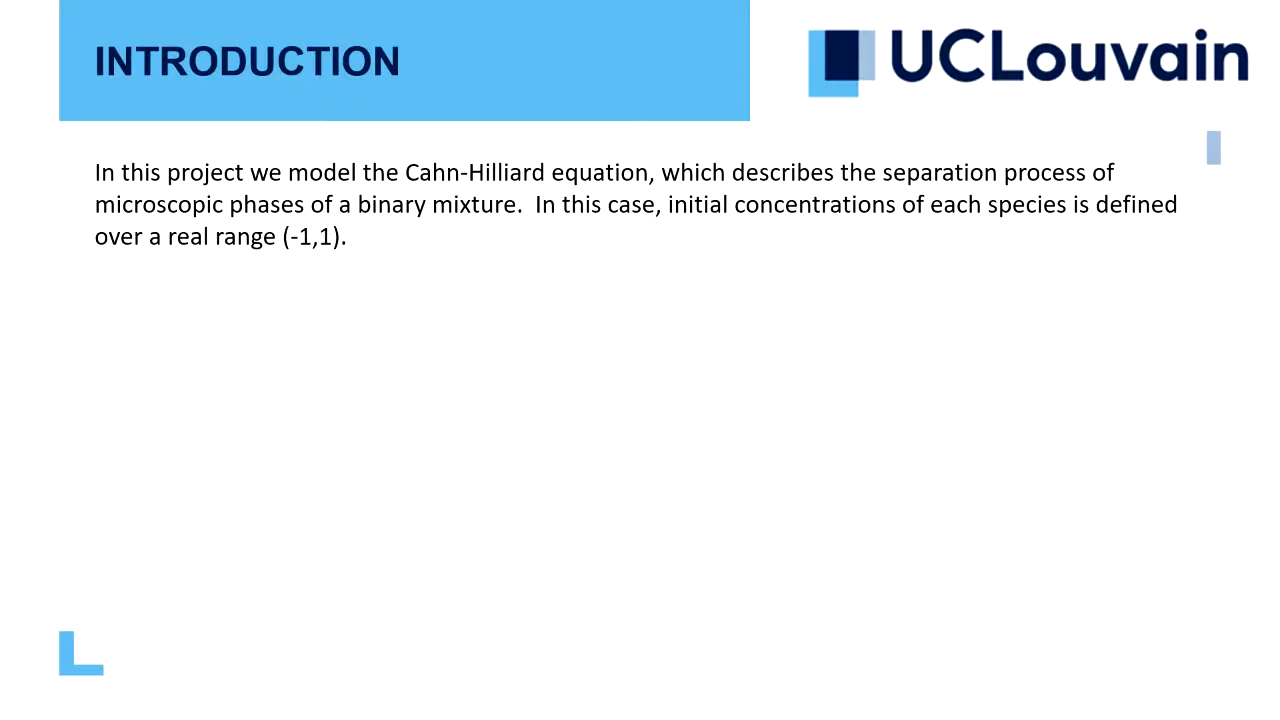 INTRODUCTION
UCLouvain
In this project we model the Cahn-Hilliard equation, which describes the separation process of
microscopic phases of a binary mixture.  In this case, initial concentrations of each species is defined
over a real range (-1,1).